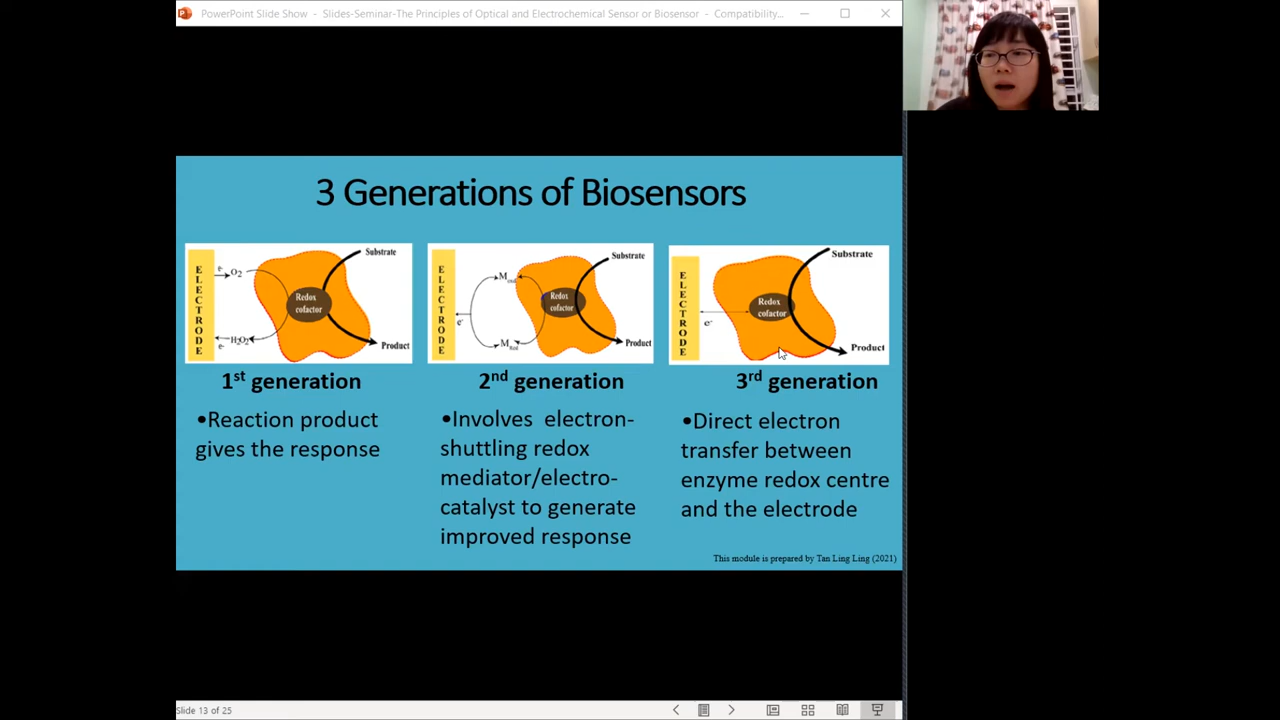 PowerPoint Slide Show - Slides-Seminar-The Principles of Optical and Electrochemical Sensor or Biosensor - Compatibility...
3 Generations of Biosensors
ELECTRODE
e-
O2
H2O2
e-
Redox
cofactor
Substrate
Product
ELECTRODE
e-
M
M Red
Redox
cofactor
Substrate
Product
ELECTRODE
e-
Redox
cofactor
Substrate
Product
1st generation
•Reaction product
gives the response
2nd generation
•Involves electron-
shuttling redox
mediator/electro-
catalyst to generate
improved response
3rd generation
•Direct electron
transfer between
enzyme redox centre
and the electrode
This module is prepared by Tan Ling Ling (2021)
Slide 13 of 25